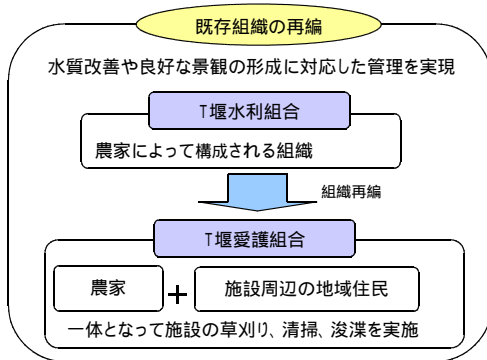 既存組織の再編
水質改善や良好な景観の形成に対応した管理を実現
T堰水利組合
農家によって構成される組織
組織再編
T堰愛護組合
農家 + 施設周辺の地域住民
一体となって施設の草刈り、清掃、浚渫を実施